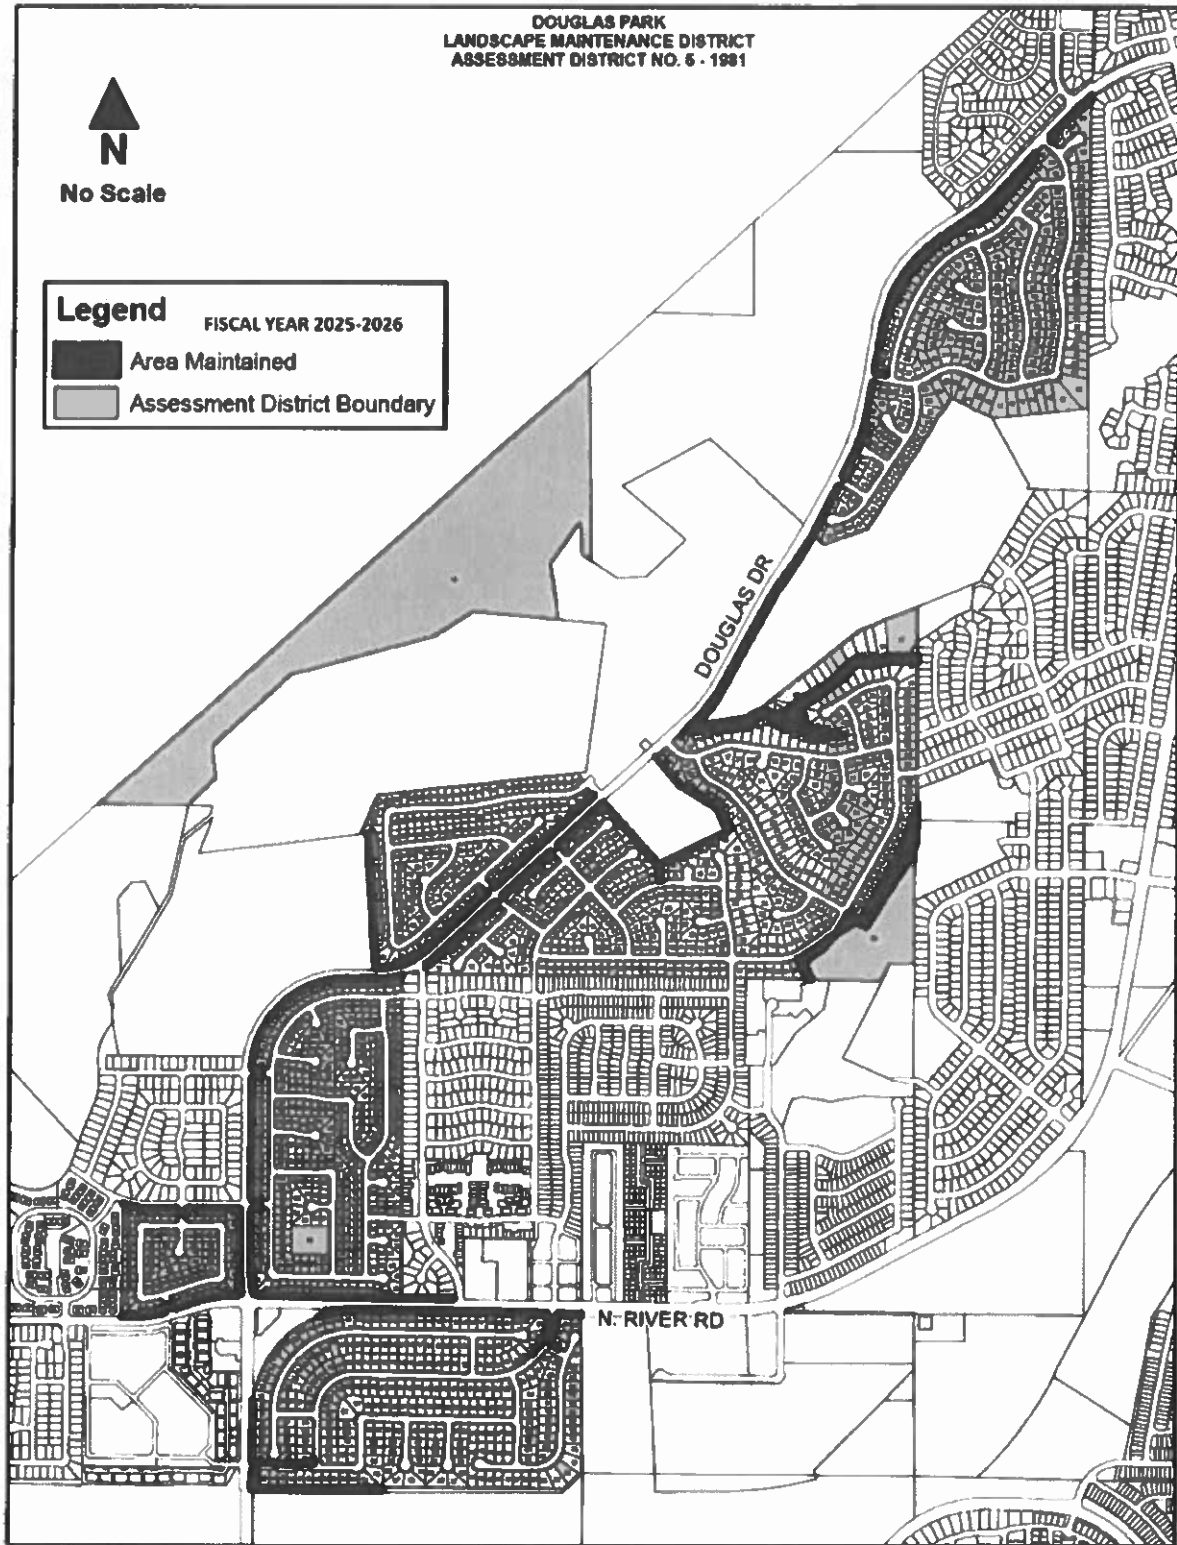 DOUGLAS PARK
LANDSCAPE MAINTENANCE DISTRICT
ASSESSMENT DISTRICT NO. 6 - 1981
N
No Scale
Legend
FISCAL YEAR 2025-2026
Area Maintained
Assessment District Boundary
DOUGLAS DR
N. RIVER RD